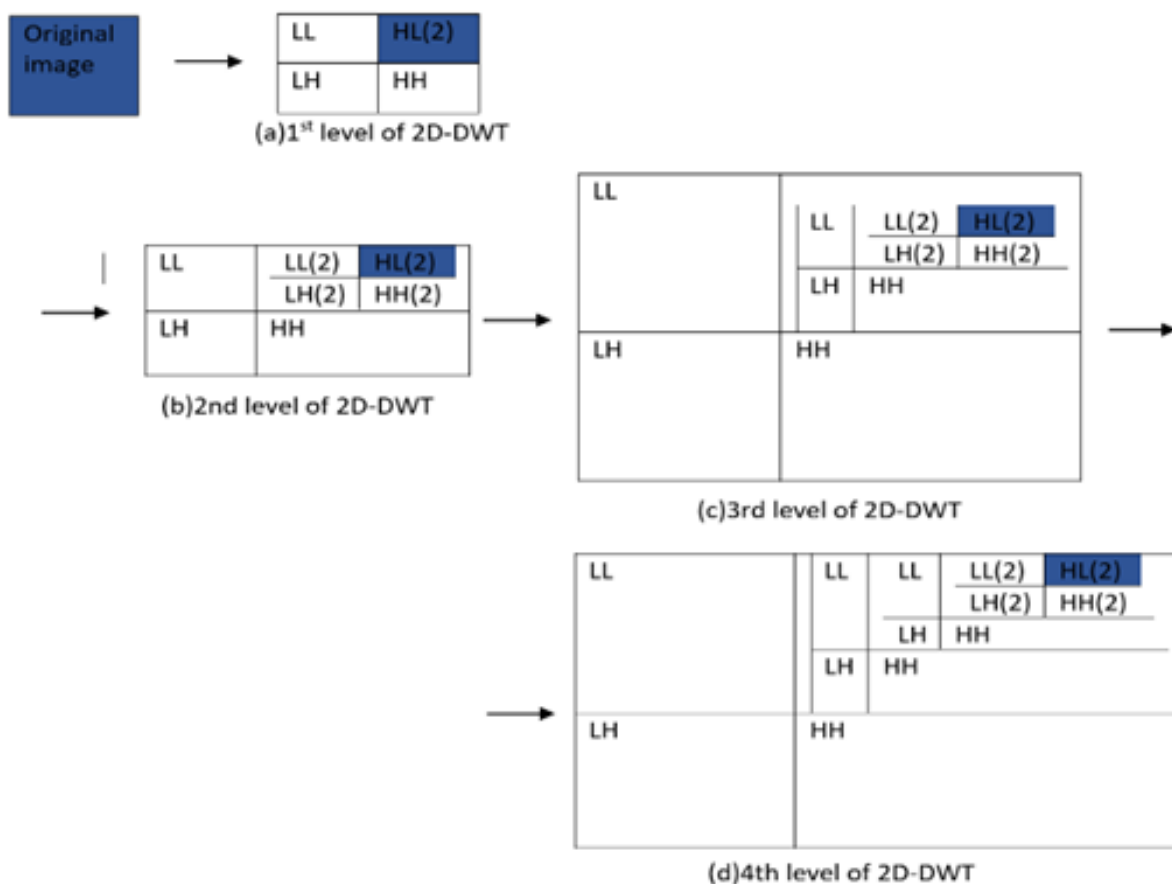 Original
image
LL HL(2)
LH HH
(a)1st level of 2D-DWT
LL LL(2) HL(2)
LH(2) HH(2)
LH HH
(b)2nd level of 2D-DWT
LL
LL LL(2) HL(2)
LH(2) HH(2)
LH HH
LH HH
(c)3rd level of 2D-DWT
LL LL LL LL(2) HL(2)
LH(2) HH(2)
LH HH
LH HH
LH HH
(d)4th level of 2D-DWT